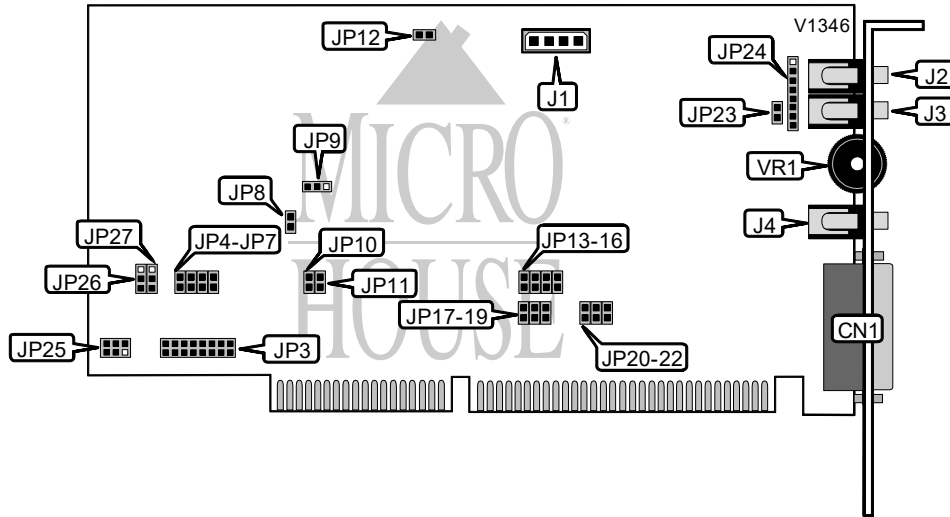 V1346
JP12
JP24
J2
J1
J3
JP23
JP9
MICRO
®
VR1
JP8
J4
JP27
JP4-JP7
JP10
JP13-16
JP26
JP11
HOUSE
JP17-19
CN1
JP25
JP3
JP20-22